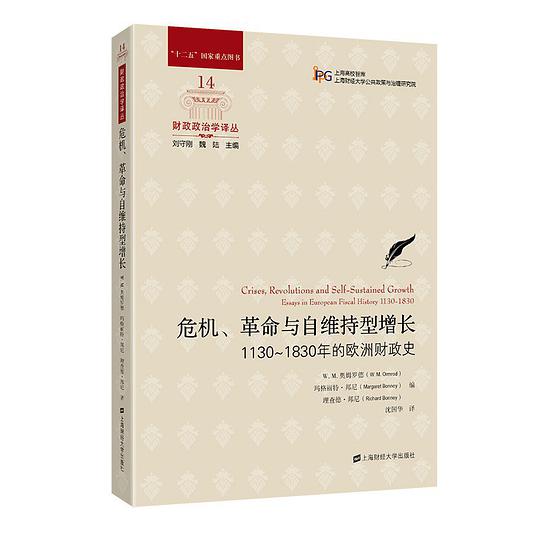 14
财政政治学译丛
危机、革命与自维持型增长
"十二五"国家重点图书
14
财政政治学译丛
刘守刚 魏陆 主编
IPPG
上海高校智库
上海财经大学公共政策与治理研究院
Crises, Revolutions and Self-Sustained Growth
Essays in European Fiscal History 1130-1830
危机、革命与自维持型增长
1130~1830年的欧洲财政史
W. M. 奥姆罗德 ( W. M. Ormrod )
玛格丽特·邦尼 ( Margaret Bonney ) 编
理查德·邦尼 ( Richard Bonney )
沈国华 译
上海财经大学出版社
上海财经大学出版社